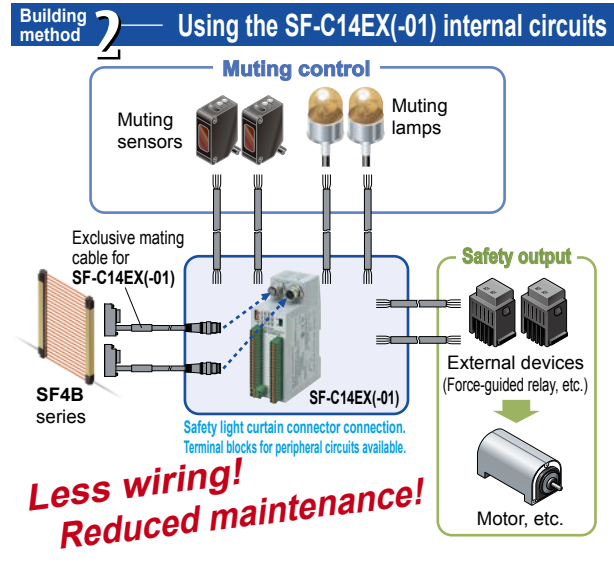 Building
method 2 Using the SF-C14EX(-01) internal circuits
Muting control
Muting
sensors
Muting
lamps
Exclusive mating
cable for
SF-C14EX(-01)
SF4B
series
SF-C14EX(-01)
Safety light curtain connector connection.
Terminal blocks for peripheral circuits available.
Safety output
External devices
(Force-guided relay, etc.)
Motor, etc.
Less wiring!
Reduced maintenance!